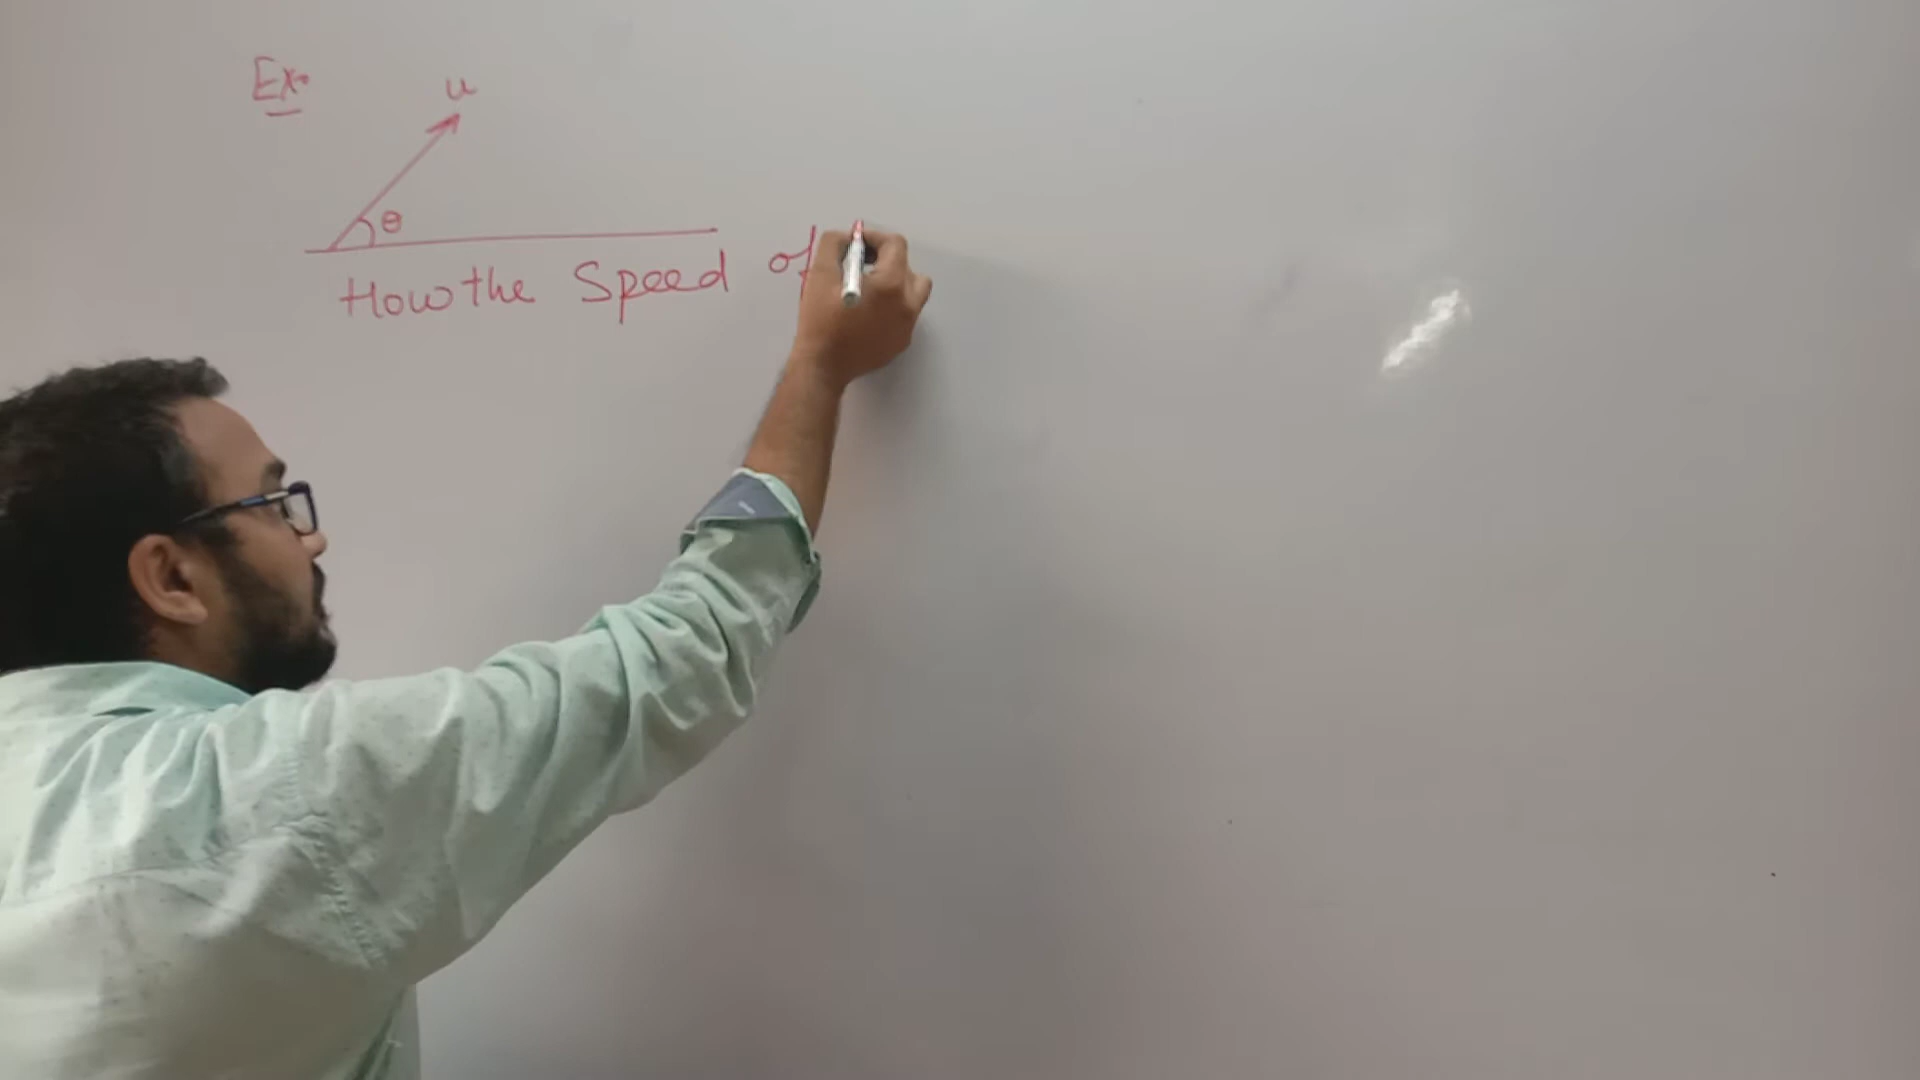 Ex.
u
θ
How the Speed of